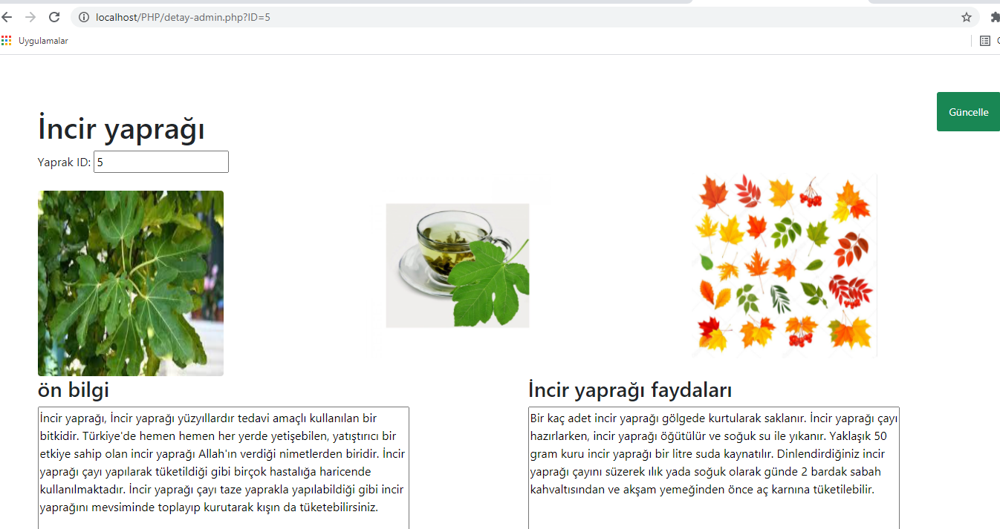 localhost/PHP/detay-admin.php?ID=5
Uygulamalar
Güncelle
İncir yaprağı
Yaprak ID: 5
ön bilgi
İncir yaprağı, İncir yaprağı yüzyıllardır tedavi amaçlı kullanılan bir
bitkidir. Türkiye'de hemen hemen her yerde yetişebilen, yatıştırıcı bir
etkiye sahip olan incir yaprağı Allah'ın verdiği nimetlerden biridir. İncir
yaprağı çayı yapılarak tüketildiği gibi birçok hastalığa haricende
kullanılmaktadır. İncir yaprağı çayı taze yaprakla yapılabildiği gibi incir
yaprağını mevsiminde toplayıp kurutarak kışın da tüketebilirsiniz.
İncir yaprağı faydaları
Bir kaç adet incir yaprağı gölgede kurtularak saklanır. İncir yaprağı çayı
hazırlarken, incir yaprağı öğütülür ve soğuk su ile yıkanır. Yaklaşık 50
gram kuru incir yaprağı bir litre suda kaynatılır. Dinlendirdiğiniz incir
yaprağı çayını süzerek ılık yada soğuk olarak günde 2 bardak sabah
kahvaltısından ve akşam yemeğinden önce aç karnına tüketilebilir.